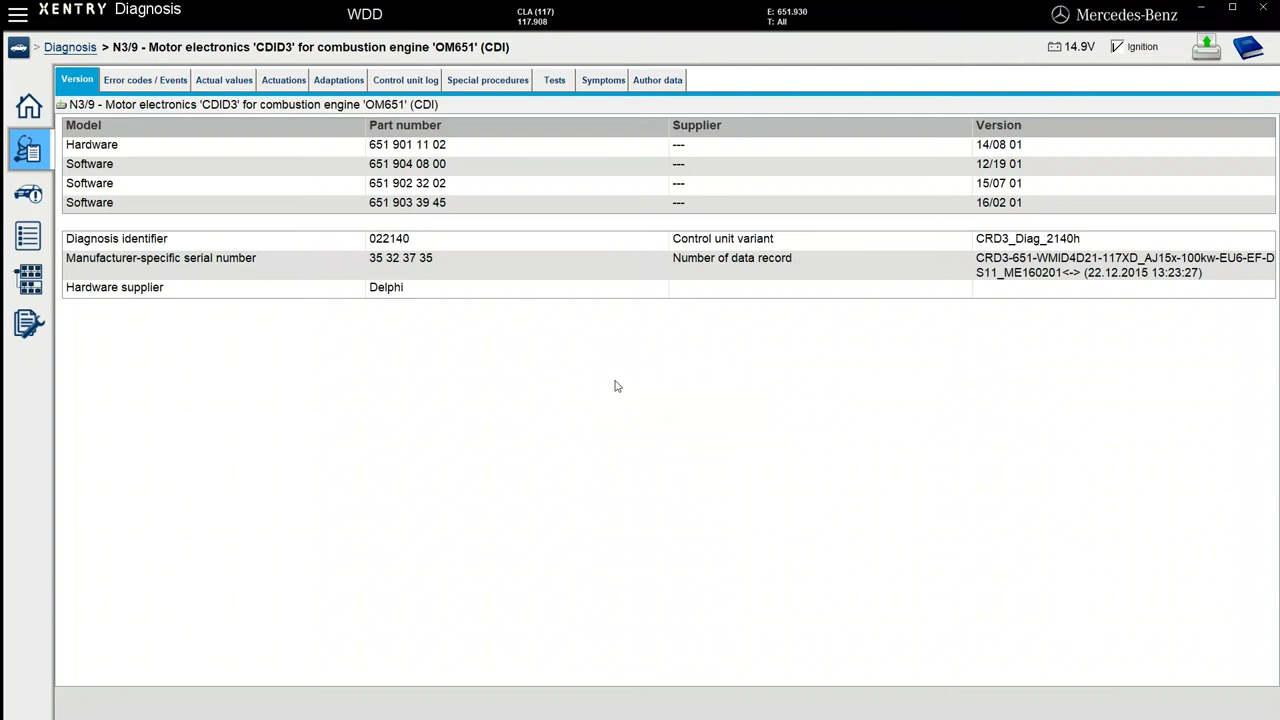 XENTRY Diagnosis
WDD
CLA (117)
117.908
E: 651.930
T: All
Mercedes-Benz
Diagnosis > N3/9 - Motor electronics 'CDID3' for combustion engine 'OM651' (CDI)
14.9V
Ignition
Version
Error codes / Events
Actual values
Actuations
Adaptations
Control unit log
Special procedures
Tests
Symptoms
Author data
N3/9 - Motor electronics 'CDID3' for combustion engine 'OM651' (CDI)
Model Part number Supplier Version
Hardware 651 901 11 02 --- 14/08 01
Software 651 904 08 00 --- 12/19 01
Software 651 902 32 02 --- 15/07 01
Software 651 903 39 45 --- 16/02 01
Diagnosis identifier 022140 Control unit variant CRD3_Diag_2140h
Manufacturer-specific serial number 35 32 37 35 Number of data record CRD3-651-WMID4D21-117XD_AJ15x-100kw-EU6-EF-D
S11_ME160201<-> (22.12.2015 13:23:27)
Hardware supplier Delphi